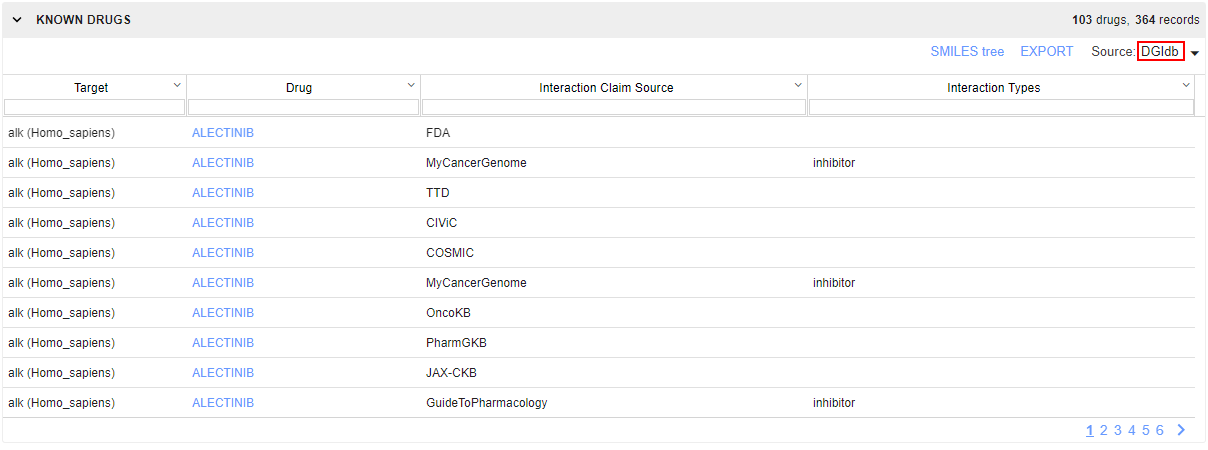 KNOWN DRUGS 103 drugs, 364 records
SMILES tree EXPORT Source: DGIdb
Target Drug Interaction Claim Source Interaction Types
alk (Homo_sapiens) ALECTINIB FDA
alk (Homo_sapiens) ALECTINIB MyCancerGenome inhibitor
alk (Homo_sapiens) ALECTINIB TTD
alk (Homo_sapiens) ALECTINIB CIViC
alk (Homo_sapiens) ALECTINIB COSMIC
alk (Homo_sapiens) ALECTINIB MyCancerGenome inhibitor
alk (Homo_sapiens) ALECTINIB OncoKB
alk (Homo_sapiens) ALECTINIB PharmGKB
alk (Homo_sapiens) ALECTINIB JAX-CKB
alk (Homo_sapiens) ALECTINIB GuideToPharmacology inhibitor
1 2 3 4 5 6